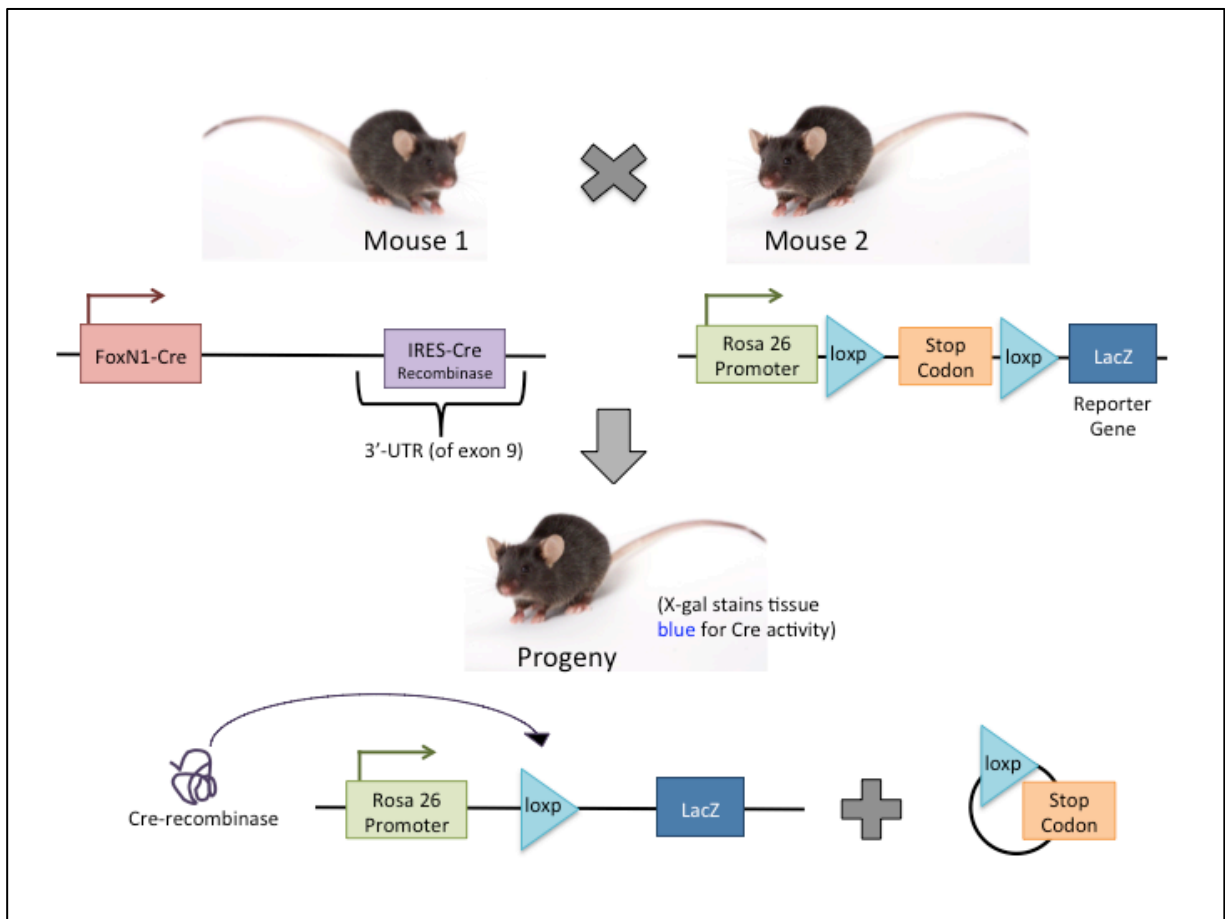 Mouse 1
Mouse 2
FoxN1-Cre
IRES-Cre
Recombinase
3’-UTR (of exon 9)
Rosa 26
Promoter
loxp
Stop
Codon
loxp
LacZ
Reporter
Gene
(X-gal stains tissue
blue for Cre activity)
Progeny
Cre-recombinase
Rosa 26
Promoter
loxp
LacZ
loxp
Stop
Codon